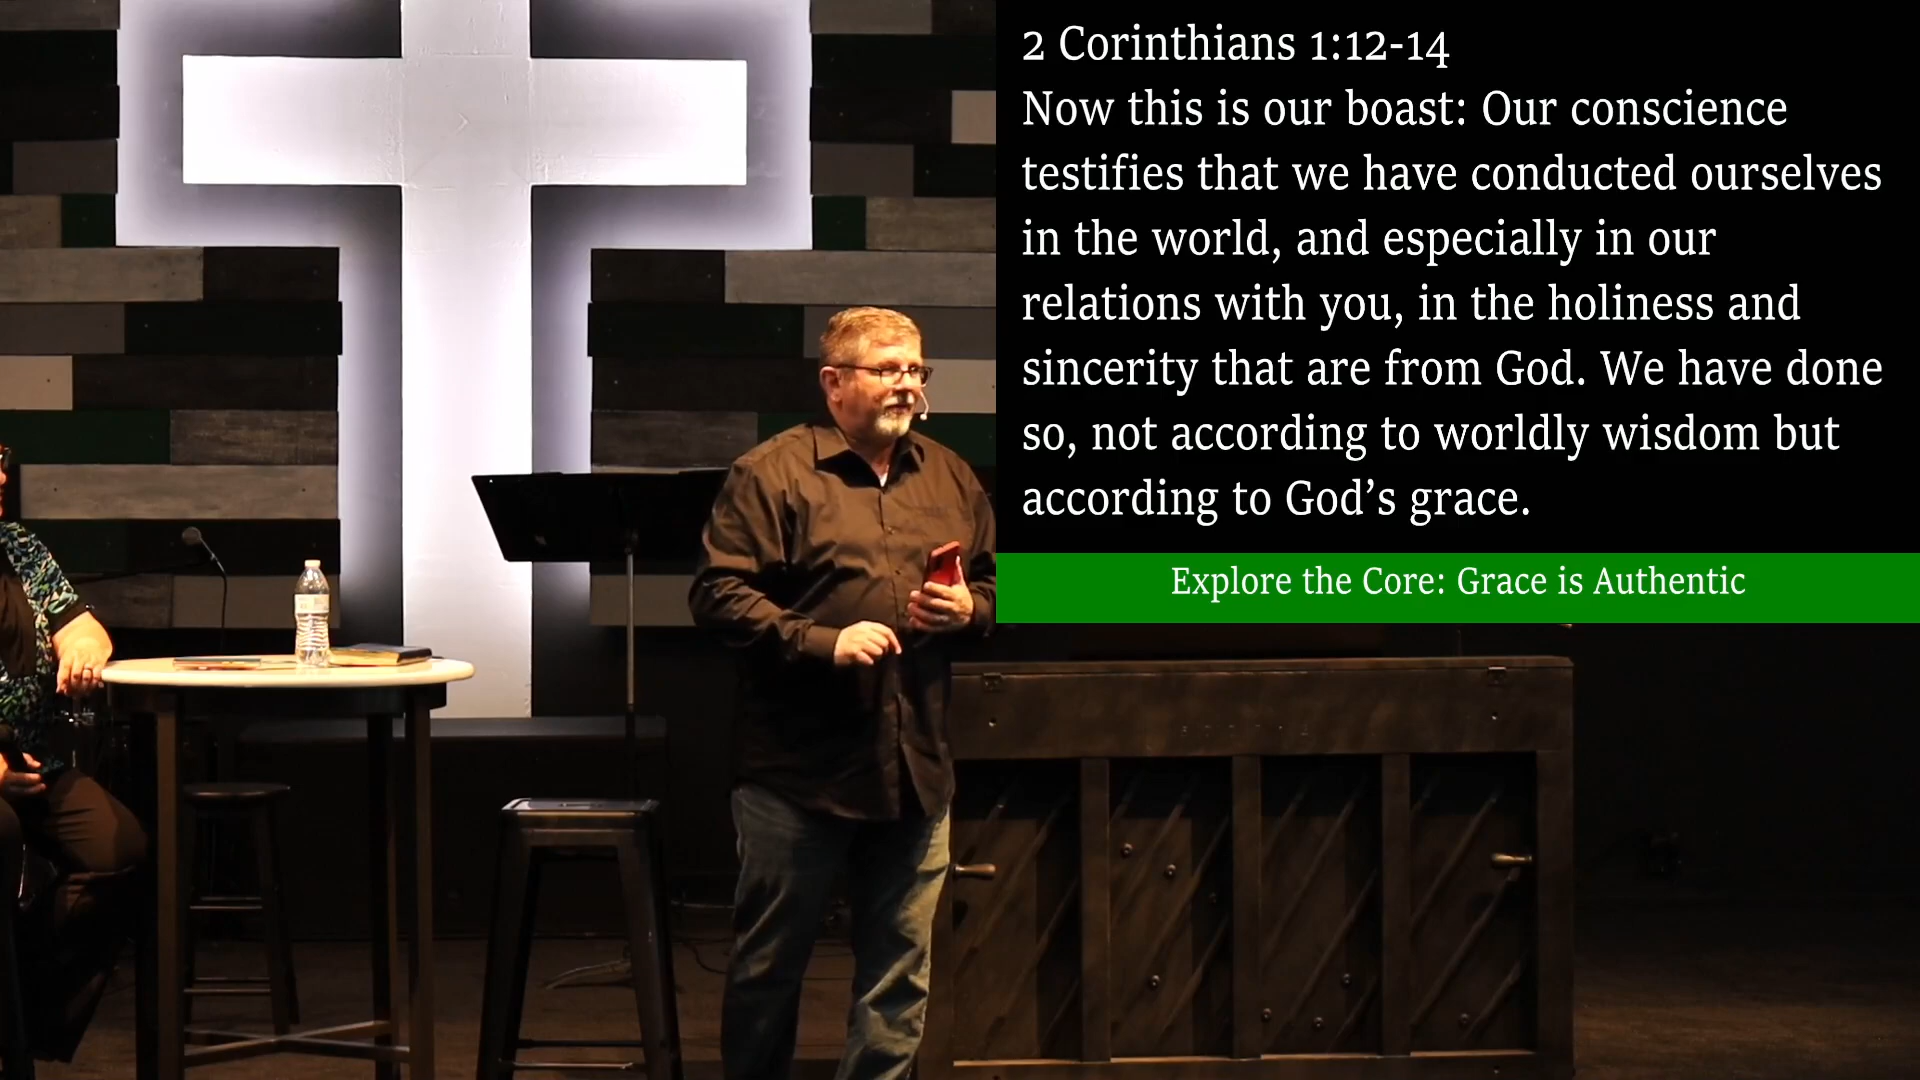 2 Corinthians 1:12-14
Now this is our boast: Our conscience
testifies that we have conducted ourselves
in the world, and especially in our
relations with you, in the holiness and
sincerity that are from God. We have done
so, not according to worldly wisdom but
according to God’s grace.
Explore the Core: Grace is Authentic